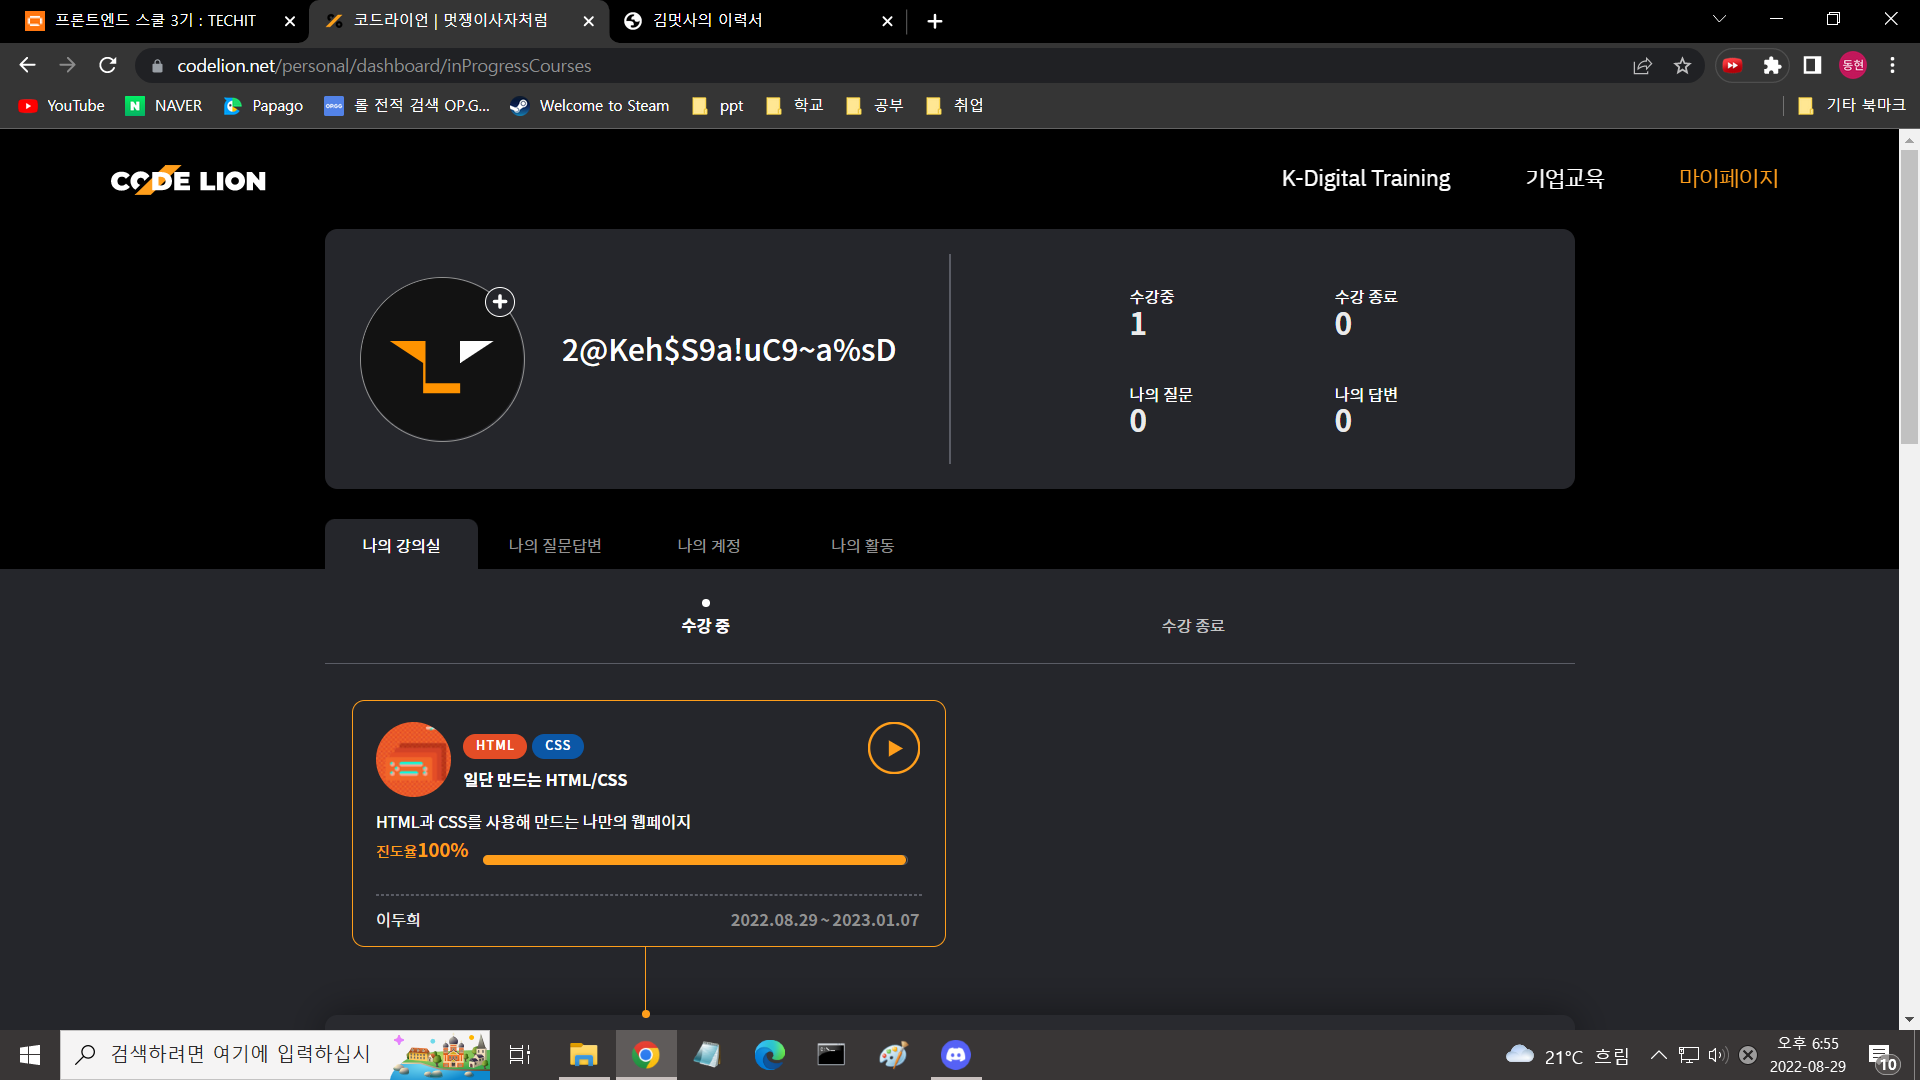 프론트엔드 스쿨 3기 : TECHIT
코드라이언 | 멋쟁이사자처럼
김멋사의 이력서
codelion.net/personal/dashboard/inProgressCourses
동현
YouTube
NAVER
Papago
OP.GG
롤 전적 검색 OP.G...
Welcome to Steam
ppt
학교
공부
취업
기타 북마크
CODE LION
K-Digital Training
기업교육
마이페이지
2@Keh$S9a!uC9~a%sD
수강중
1
수강 종료
0
나의 질문
0
나의 답변
0
나의 강의실
나의 질문답변
나의 계정
나의 활동
수강 중
수강 종료
HTML
CSS
일단 만드는 HTML/CSS
HTML과 CSS를 사용해 만드는 나만의 웹페이지
진도율100%
이두희
2022.08.29 ~ 2023.01.07
검색하려면 여기에 입력하십시
21°C 흐림
오후 6:55
2022-08-29
10